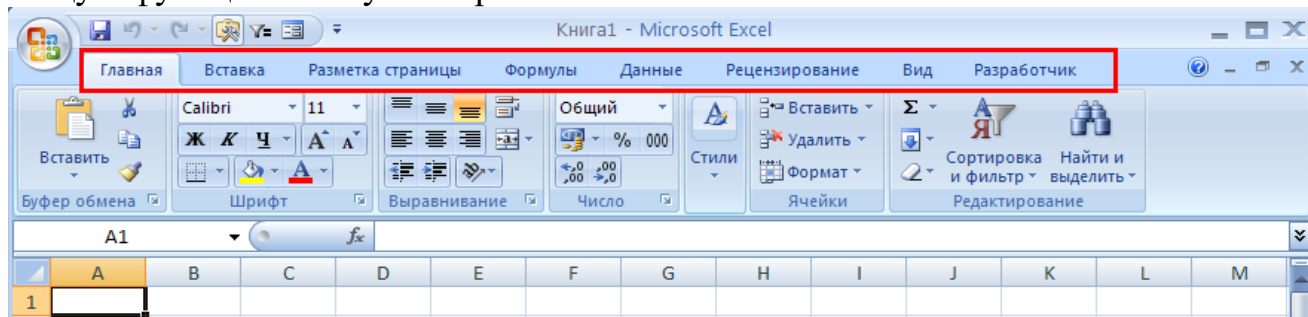 Книга1 - Microsoft Excel
Главная Вставка Разметка страницы Формулы Данные Рецензирование Вид Разработчик
Calibri 11 Общий Вставить Σ
Ж К Ч А А % 000 Удалить
Вставить Стили Формат Сортировка и фильтр Найти и выделить
Буфер обмена Шрифт Выравнивание Число Ячейки Редактирование
A1 fx
A B C D E F G H I J K L M
1